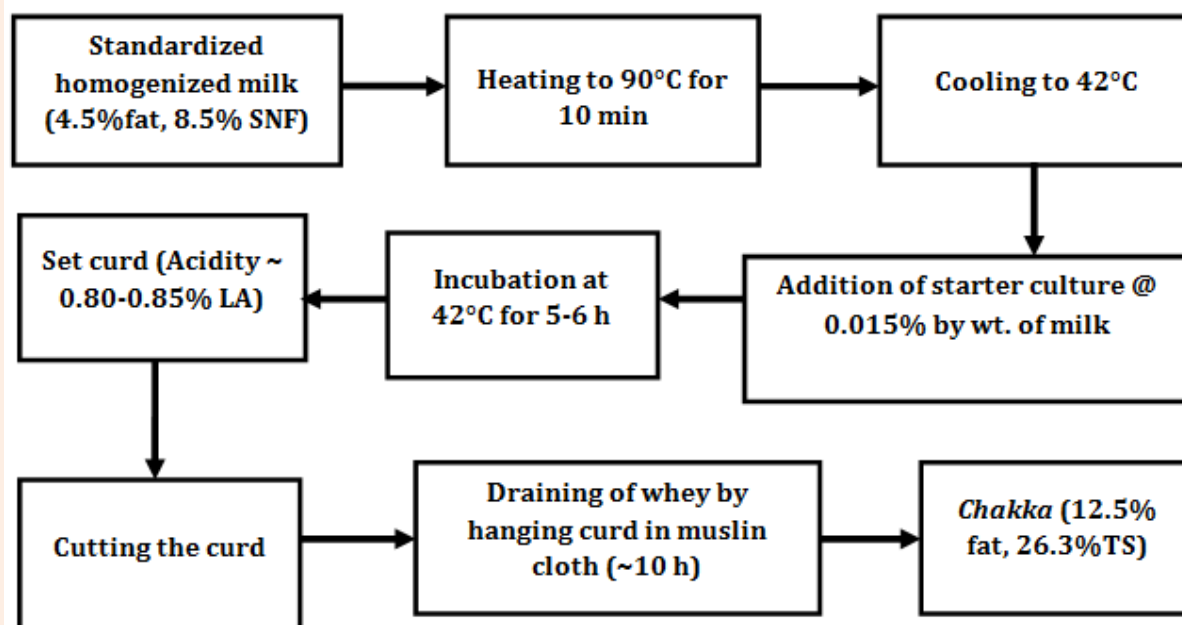 Standardized
homogenized milk
(4.5%fat, 8.5% SNF)
Heating to 90°C for
10 min
Cooling to 42°C
Addition of starter culture @
0.015% by wt. of milk
Incubation at
42°C for 5-6 h
Set curd (Acidity ~
0.80-0.85% LA)
Cutting the curd
Draining of whey by
hanging curd in muslin
cloth (~10 h)
Chakka (12.5%
fat, 26.3%TS)